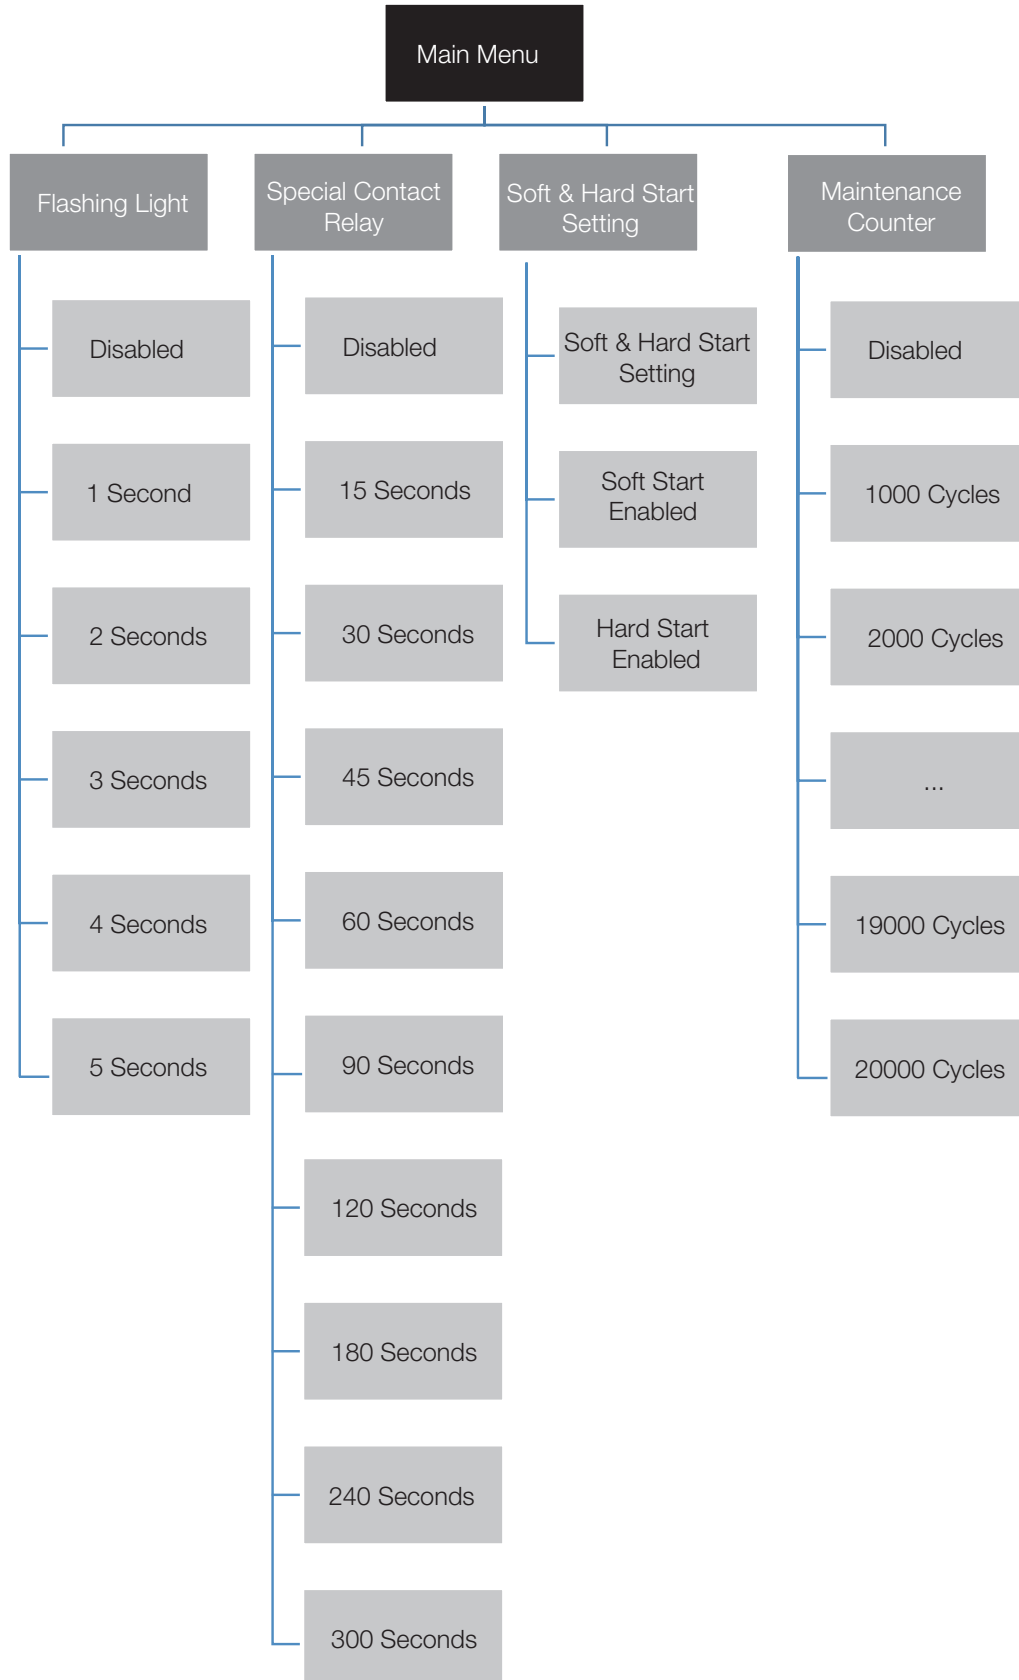 Main Menu
Flashing Light
Special Contact
Relay
Soft & Hard Start
Setting
Maintenance
Counter
Disabled
1 Second
2 Seconds
3 Seconds
4 Seconds
5 Seconds
Disabled
15 Seconds
30 Seconds
45 Seconds
60 Seconds
90 Seconds
120 Seconds
180 Seconds
240 Seconds
300 Seconds
Soft & Hard Start
Setting
Soft Start
Enabled
Hard Start
Enabled
Disabled
1000 Cycles
2000 Cycles
...
19000 Cycles
20000 Cycles